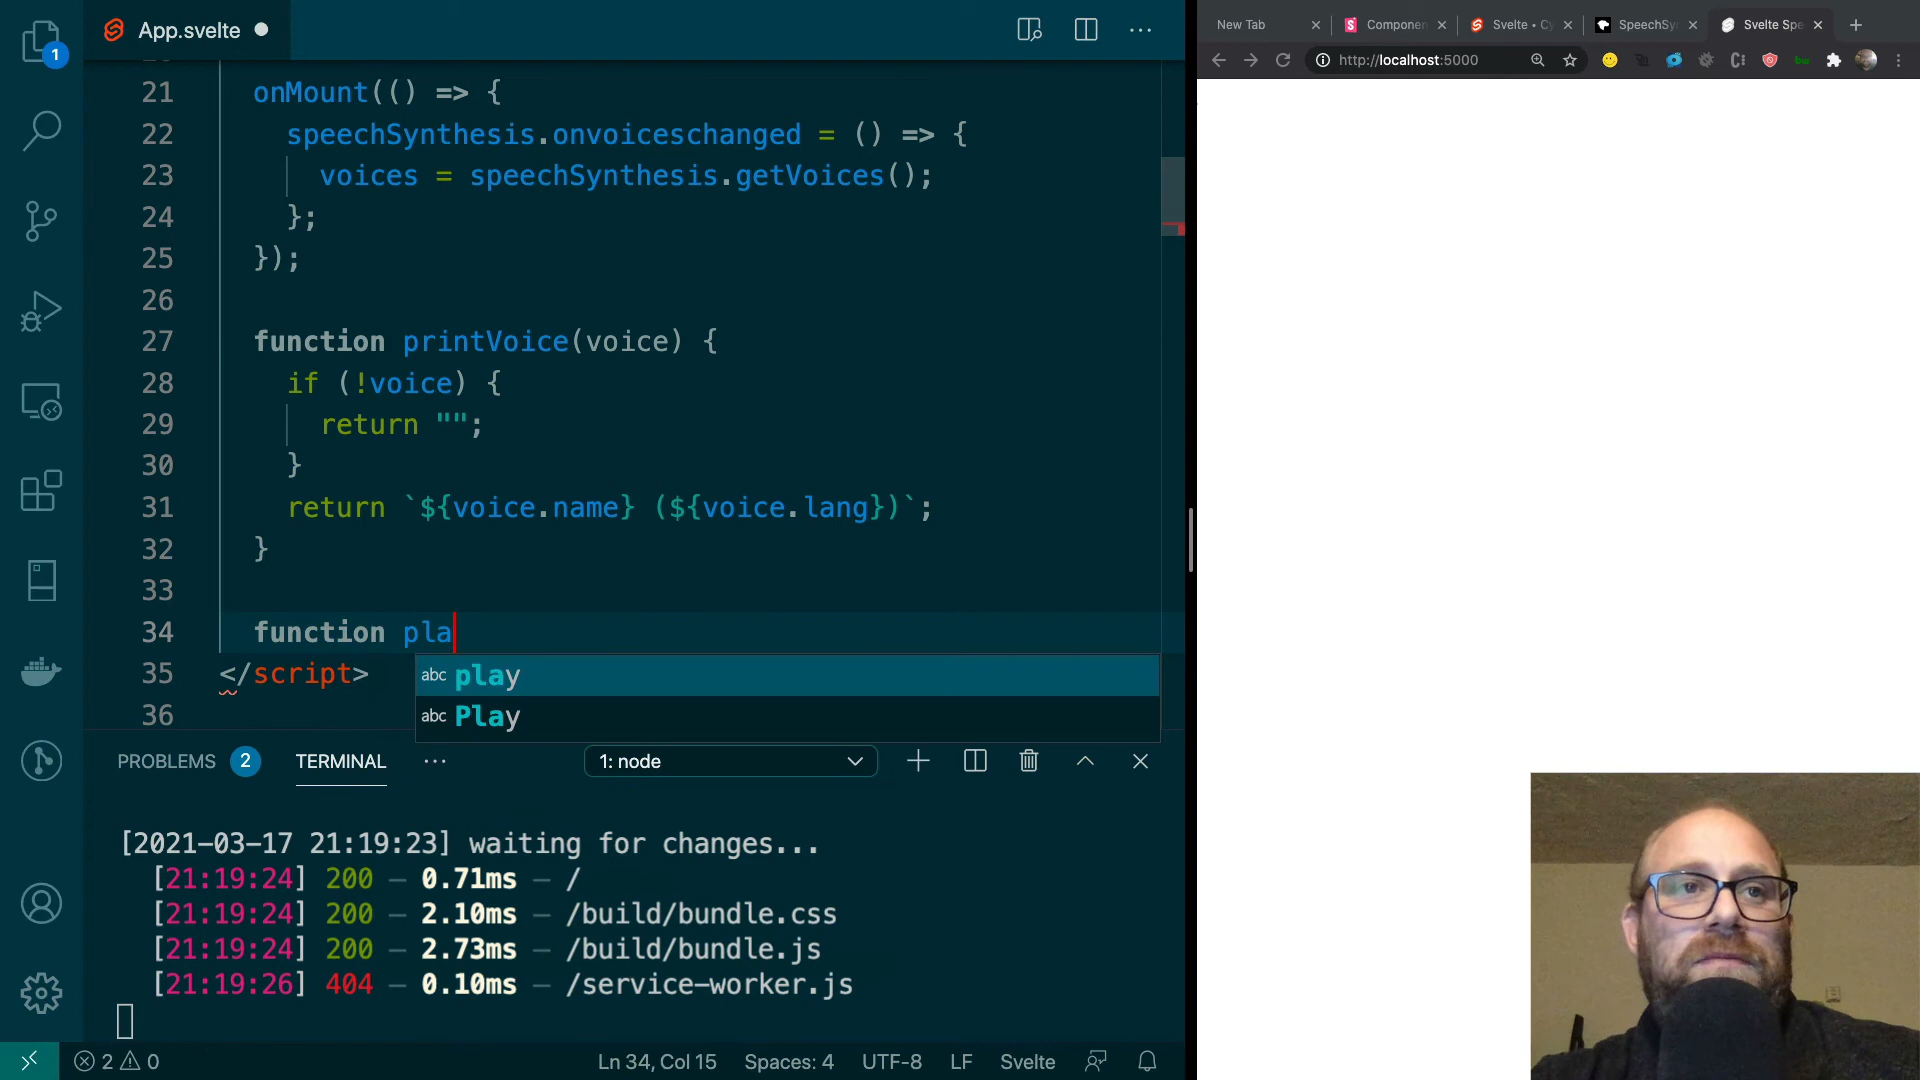 App.svelte
1
21 onMount(() => {
22 speechSynthesis.onvoiceschanged = () => {
23 voices = speechSynthesis.getVoices();
24 };
25 });
26
27 function printVoice(voice) {
28 if (!voice) {
29 return "";
30 }
31 return `${voice.name} (${voice.lang})`;
32 }
33
34 function pla
35 </script>
36
abc play
abc Play
PROBLEMS 2 TERMINAL ··· 1: node
[2021-03-17 21:19:23] waiting for changes...
[21:19:24] 200 — 0.71ms — /
[21:19:24] 200 — 2.10ms — /build/bundle.css
[21:19:24] 200 — 2.73ms — /build/bundle.js
[21:19:26] 404 — 0.10ms — /service-worker.js
2 0 Ln 34, Col 15 Spaces: 4 UTF-8 LF Svelte
New Tab Componen Svelte • Cy SpeechSy Svelte Spe
http://localhost:5000